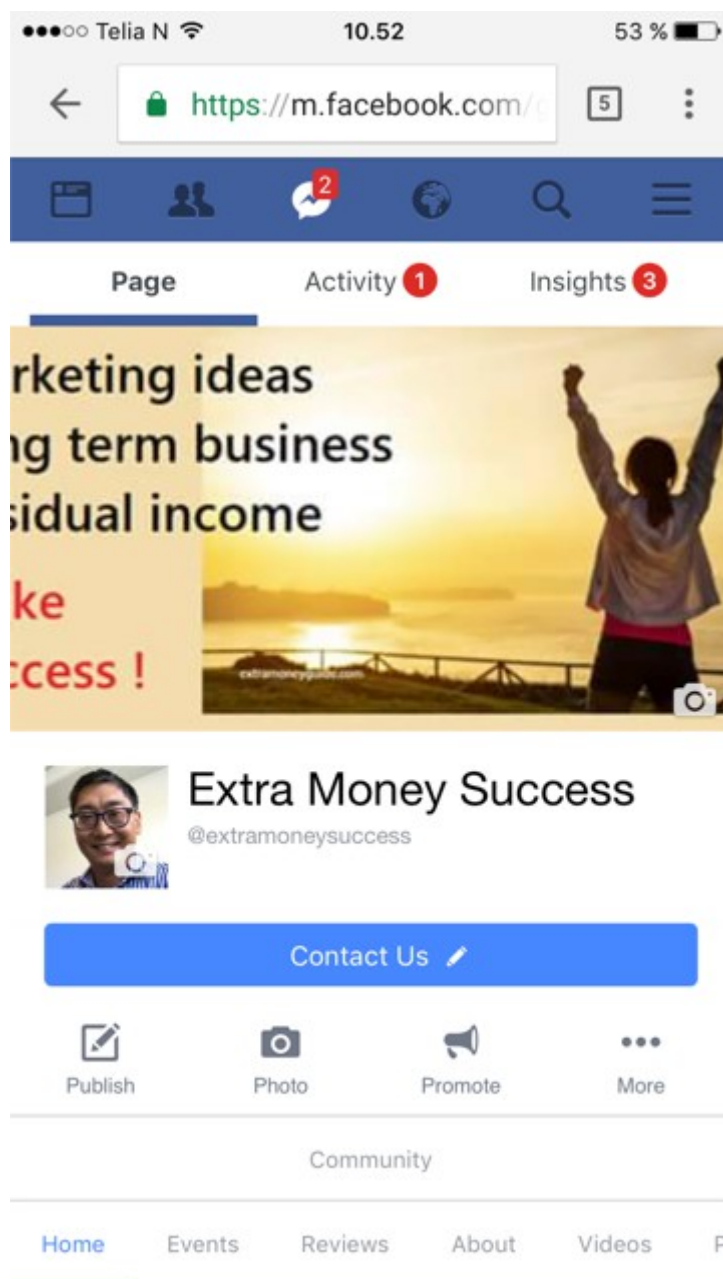 Telia N 10.52 53 %
https://m.facebook.com/g 5
2
Page Activity 1 Insights 3
rketing ideas
ng term business
sidual income
ke
ccess !
extramoneyguide.com
Extra Money Success
@extramoneysuccess
Contact Us
Publish Photo Promote More
Community
Home Events Reviews About Videos P